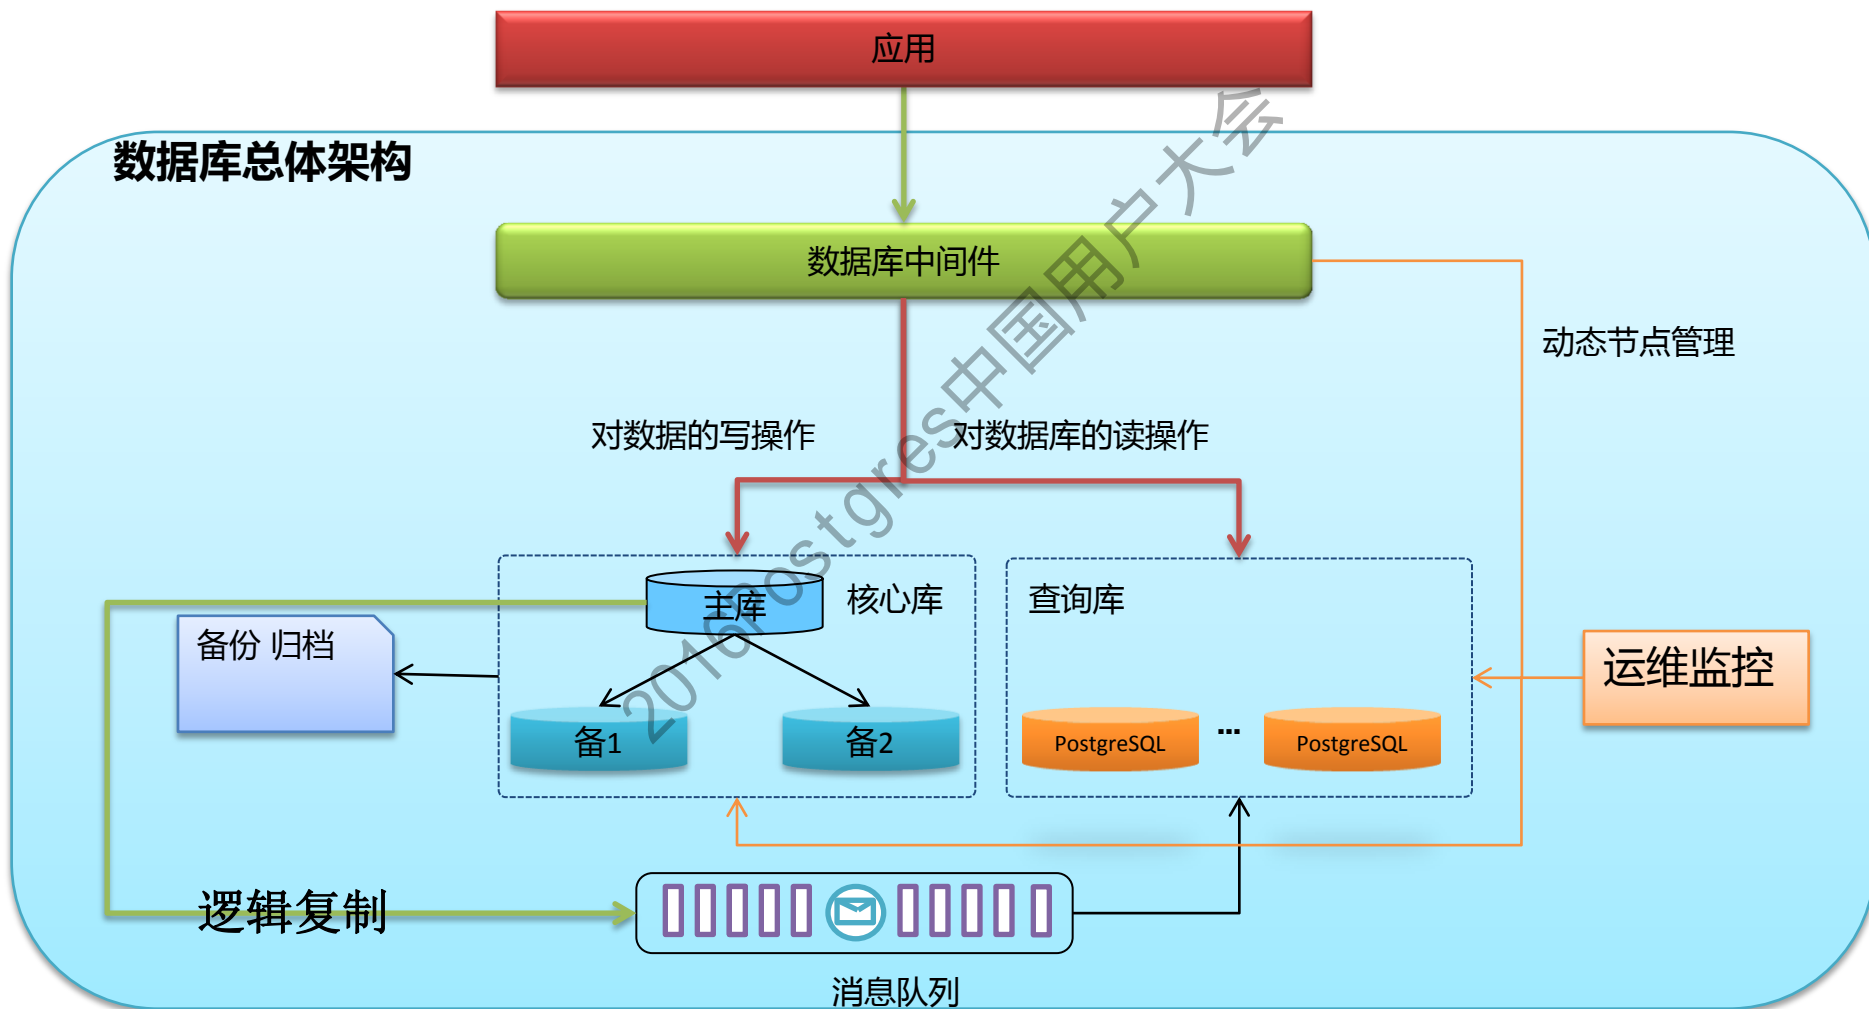 应用
数据库总体架构
数据库中间件
动态节点管理
对数据的写操作
对数据库的读操作
主库
核心库
查询库
备份 归档
运维监控
备1
备2
PostgreSQL
...
PostgreSQL
逻辑复制
消息队列
2016Postgres中国用户大会